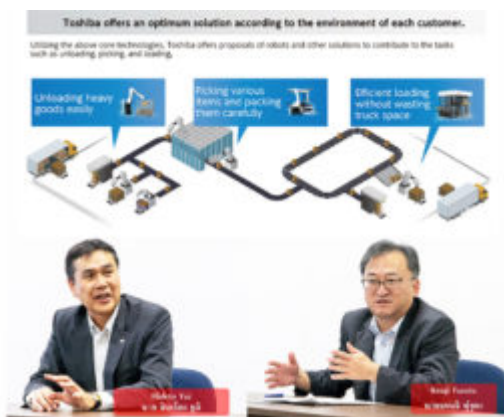 Toshiba offers an optimum solution according to the environment of each customer.
Utilizing the above core technologies, Toshiba offers proposals of robots and other solutions to contribute to the tasks
such as unloading, picking, and loading.
Unloading heavy
goods easily
Picking various
items and packing
them carefully
Efficient loading
without wasting
truck space